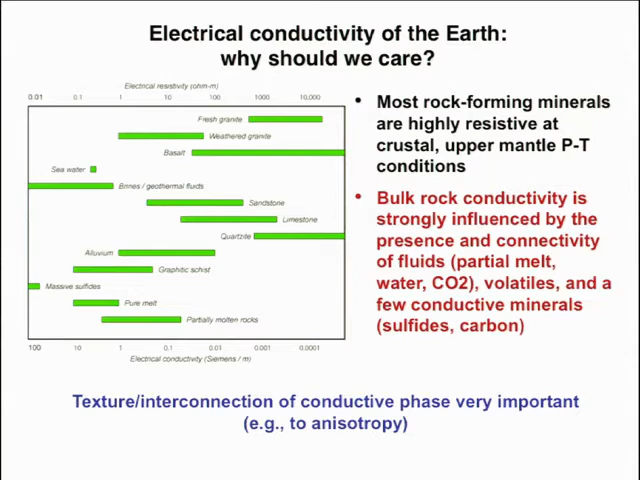 Electrical conductivity of the Earth:
why should we care?
Electrical resistivity (ohm-m)
0.01 0.1 1 10 100 1000 10,000
Fresh granite
Weathered granite
Basalt
Sea water
Brines / geothermal fluids
Sandstone
Limestone
Quartzite
Alluvium
Graphitic schist
Massive sulfides
Pure melt
Partially molten rocks
100 10 1 0.1 0.01 0.001 0.0001
Electrical conductivity (Siemens / m)
• Most rock-forming minerals
are highly resistive at
crustal, upper mantle P-T
conditions
• Bulk rock conductivity is
strongly influenced by the
presence and connectivity
of fluids (partial melt,
water, CO2), volatiles, and a
few conductive minerals
(sulfides, carbon)
Texture/interconnection of conductive phase very important
(e.g., to anisotropy)